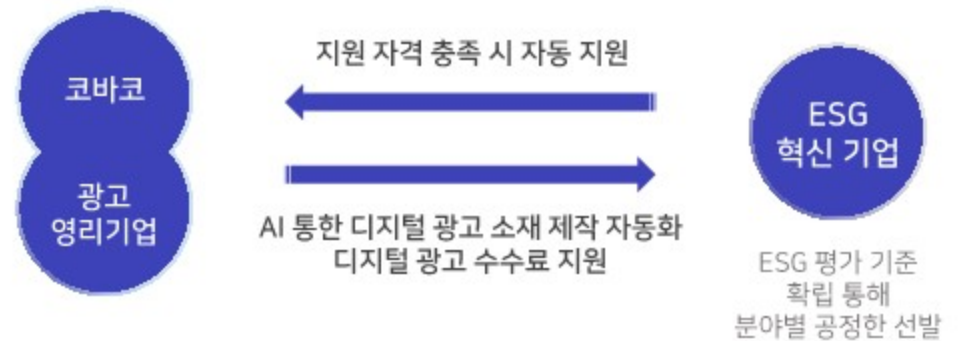 코바코
광고
영리기업
지원 자격 충족 시 자동 지원
AI 통한 디지털 광고 소재 제작 자동화
디지털 광고 수수료 지원
ESG
혁신 기업
ESG 평가 기준
확립 통해
분야별 공정한 선발